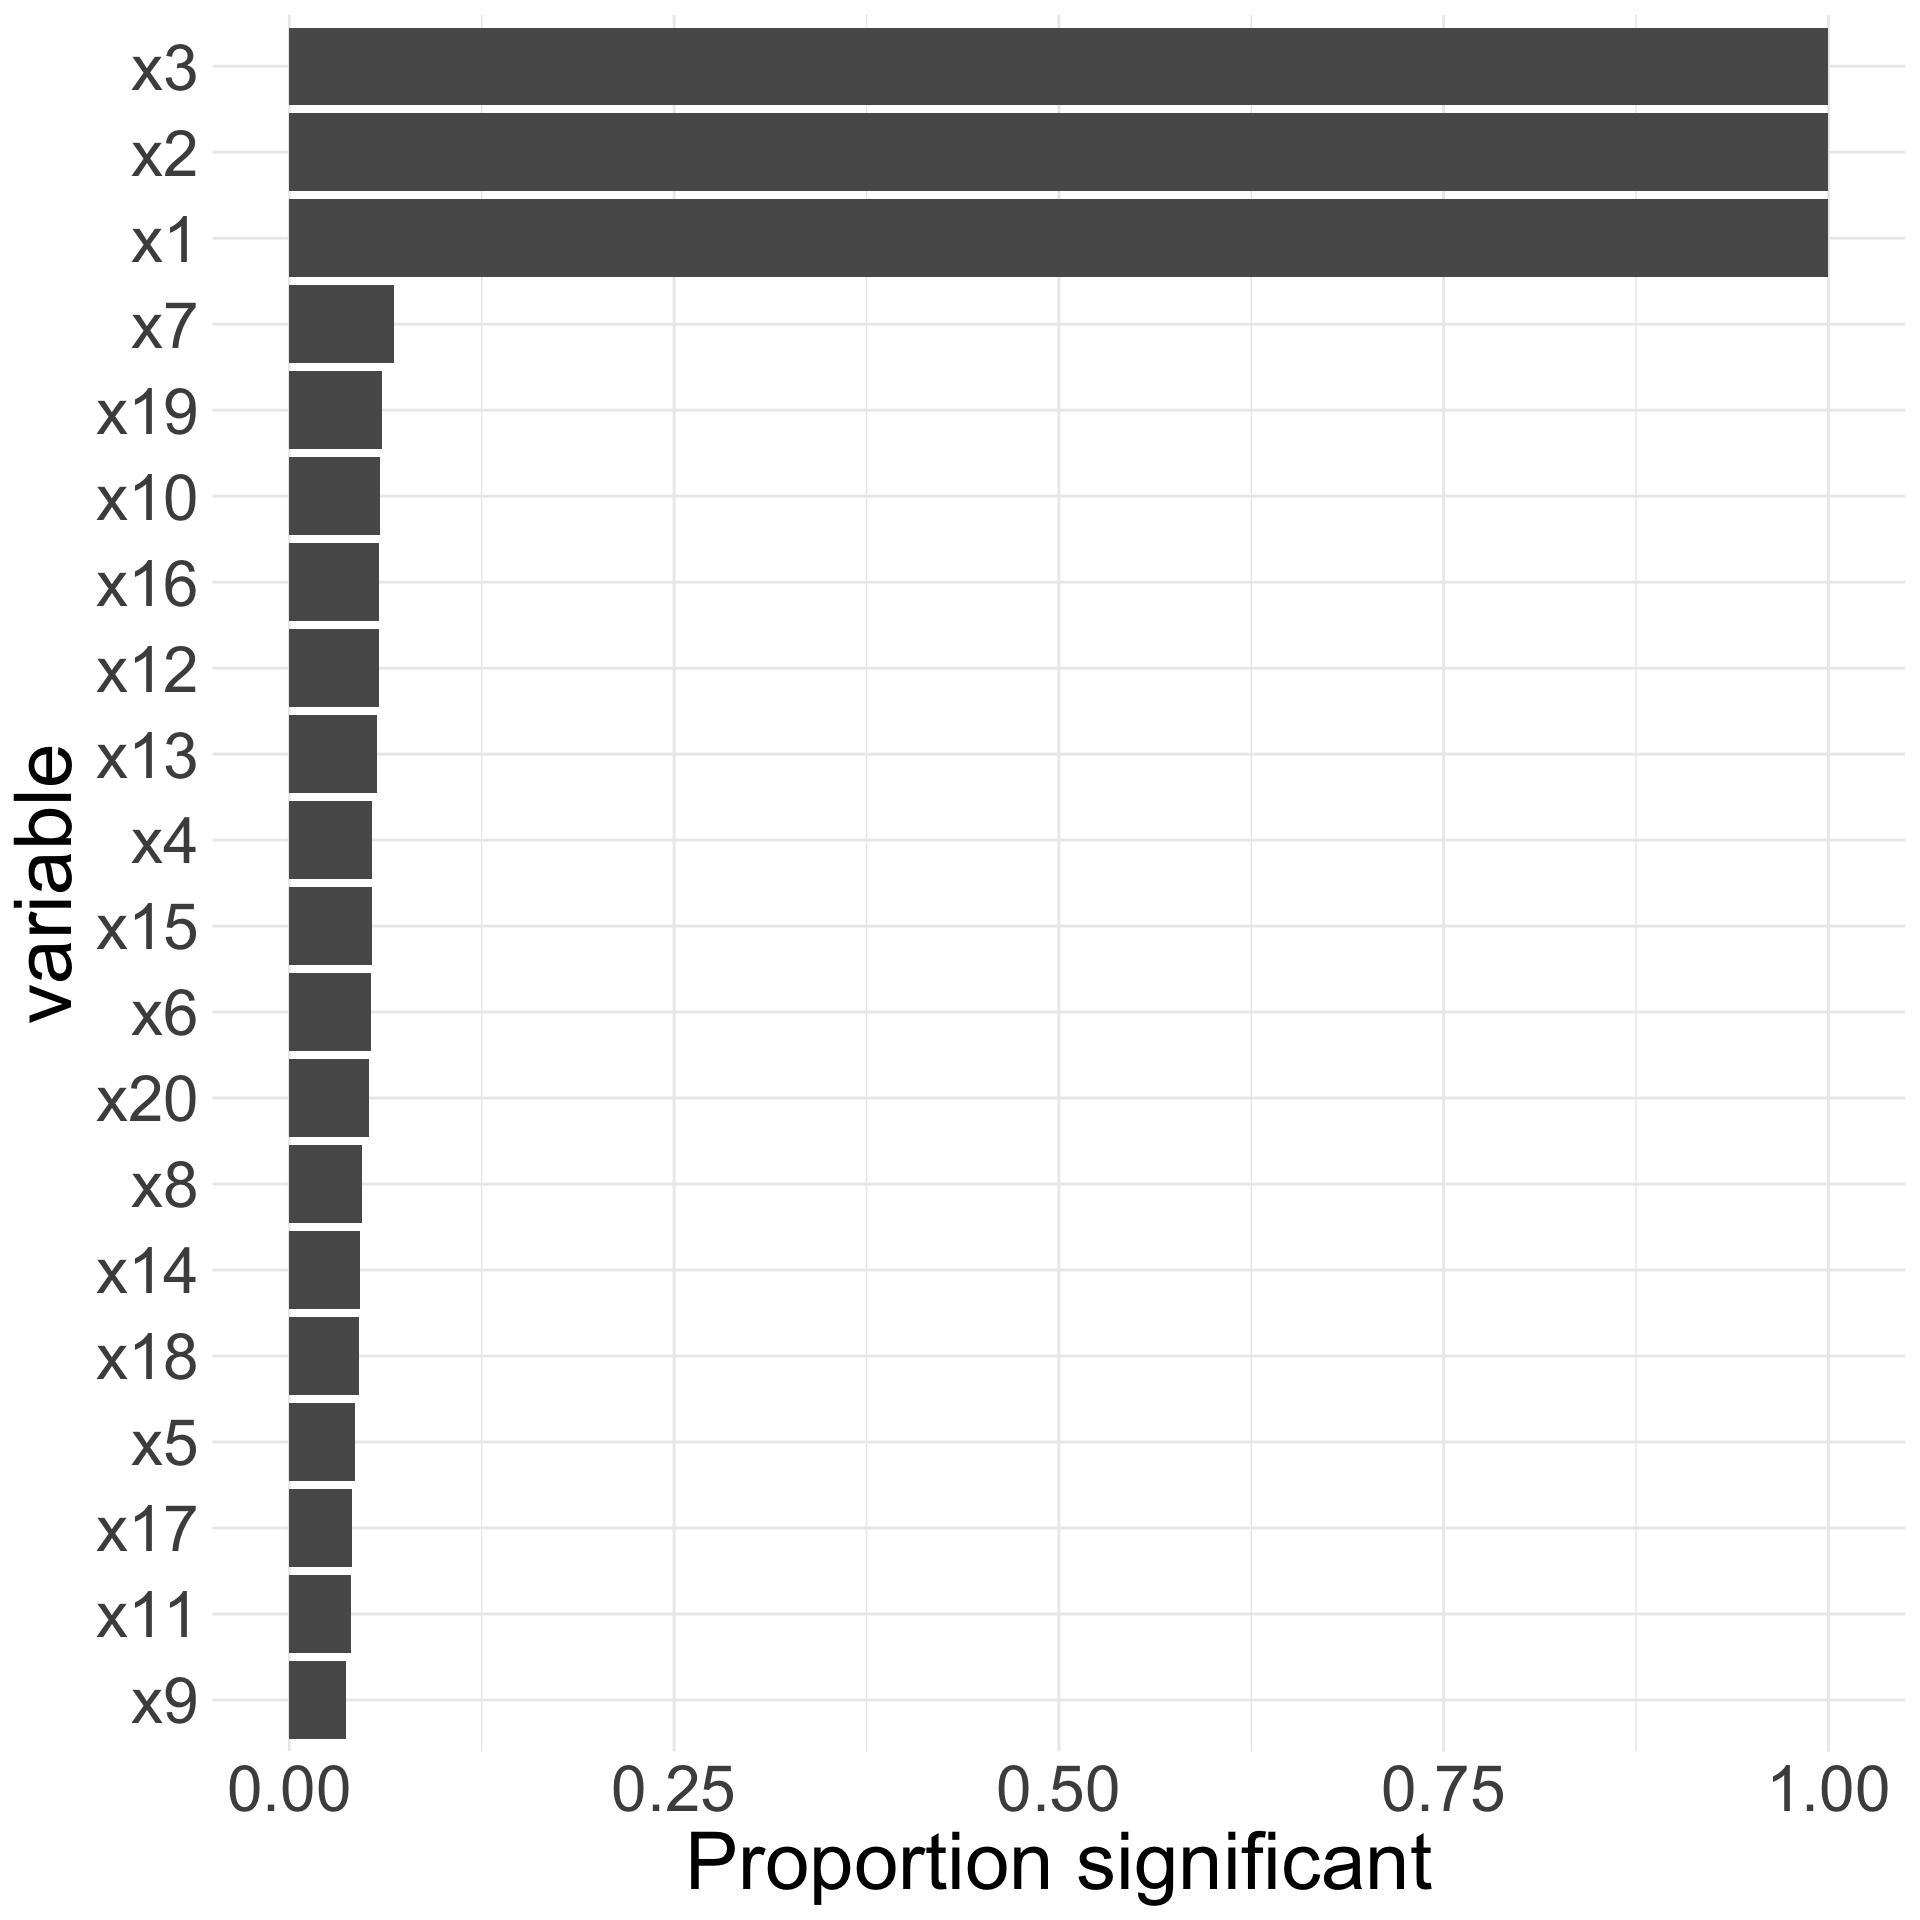 x3
x2
x1
x7
x19
x10
x16
x12
x13
x4
x15
x6
x20
x8
x14
x18
x5
x17
x11
x9
variable
0.00 0.25 0.50 0.75 1.00
Proportion significant